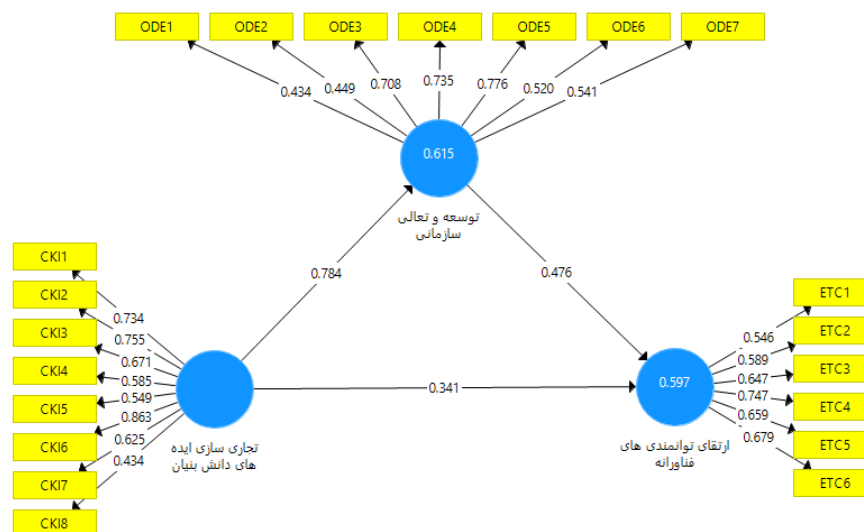 ODE1 ODE2 ODE3 ODE4 ODE5 ODE6 ODE7
0.434 0.449 0.708 0.735 0.776 0.520 0.541
0.615
توسعه و تعالی
سازمانی
0.784
0.476
CKI1
CKI2
CKI3
CKI4
CKI5
CKI6
CKI7
CKI8
0.734
0.755
0.671
0.585
0.549
0.863
0.625
0.434
تجاری سازی ایده
های دانش بنیان
0.341
0.597
ارتقای توانمندی های
فناورانه
0.546
0.589
0.647
0.747
0.659
0.679
ETC1
ETC2
ETC3
ETC4
ETC5
ETC6